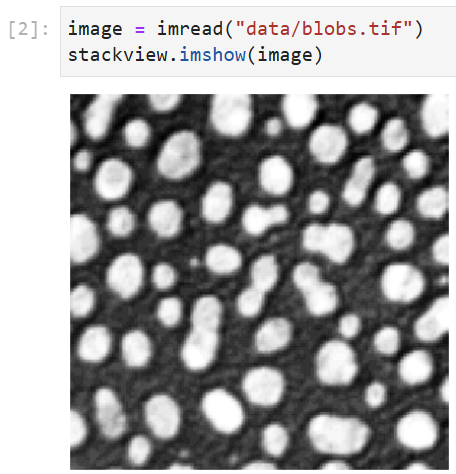 [2]: image = imread("data/blobs.tif")
stackview.imshow(image)